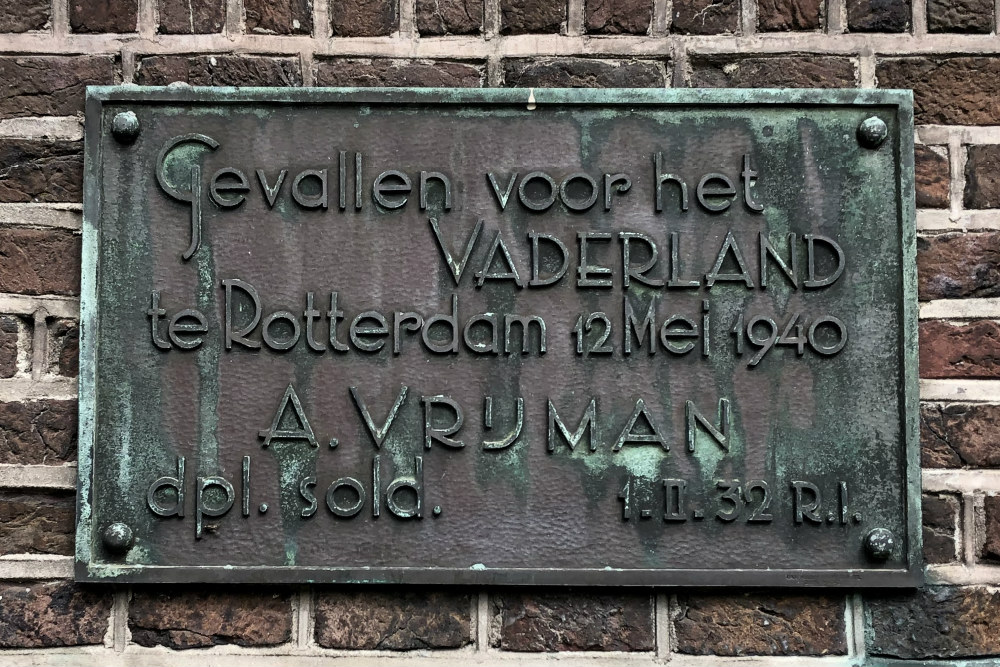 Gevallen voor het
VADERLAND
te Rotterdam 12 Mei 1940
A. VRIJMAN
dpl. sold. 1.II.32 R.I.